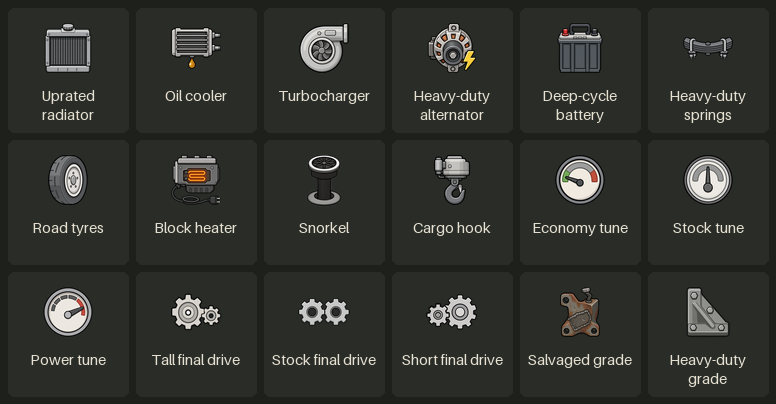 Uprated
radiator
Oil cooler
Turbocharger
Heavy-duty
alternator
Deep-cycle
battery
Heavy-duty
springs
Road tyres
Block heater
Snorkel
Cargo hook
Economy tune
Stock tune
Power tune
Tall final drive
Stock final drive
Short final drive
Salvaged grade
Heavy-duty
grade